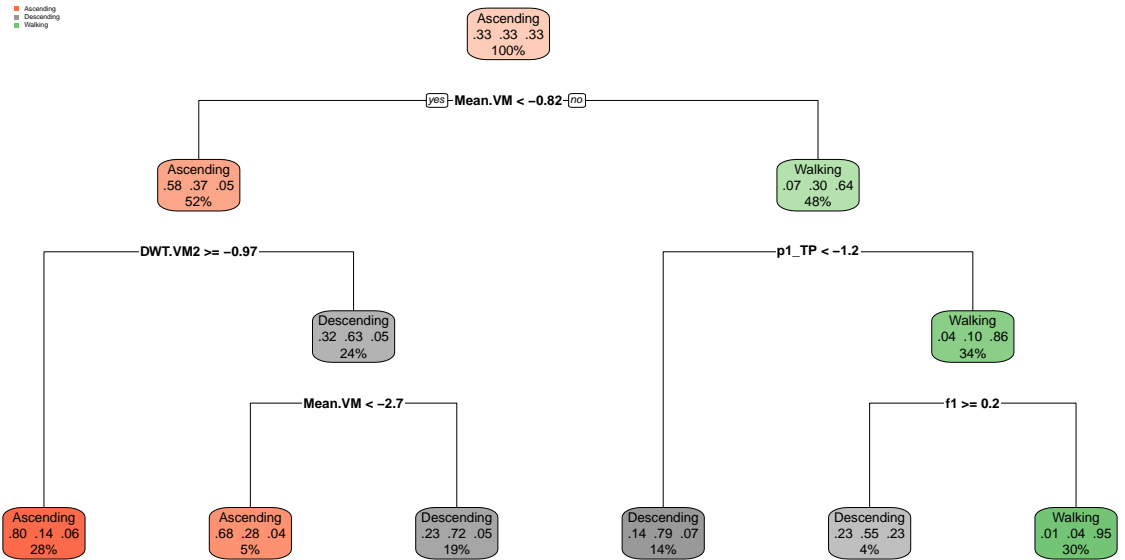 Ascending
Descending
Walking
Ascending
.33 .33 .33
100%
yes Mean.VM < −0.82 no
Ascending
.58 .37 .05
52%
Walking
.07 .30 .64
48%
DWT.VM2 >= −0.97
p1_TP < −1.2
Descending
.32 .63 .05
24%
Walking
.04 .10 .86
34%
Mean.VM < −2.7
f1 >= 0.2
Ascending
.80 .14 .06
28%
Ascending
.68 .28 .04
5%
Descending
.23 .72 .05
19%
Descending
.14 .79 .07
14%
Descending
.23 .55 .23
4%
Walking
.01 .04 .95
30%